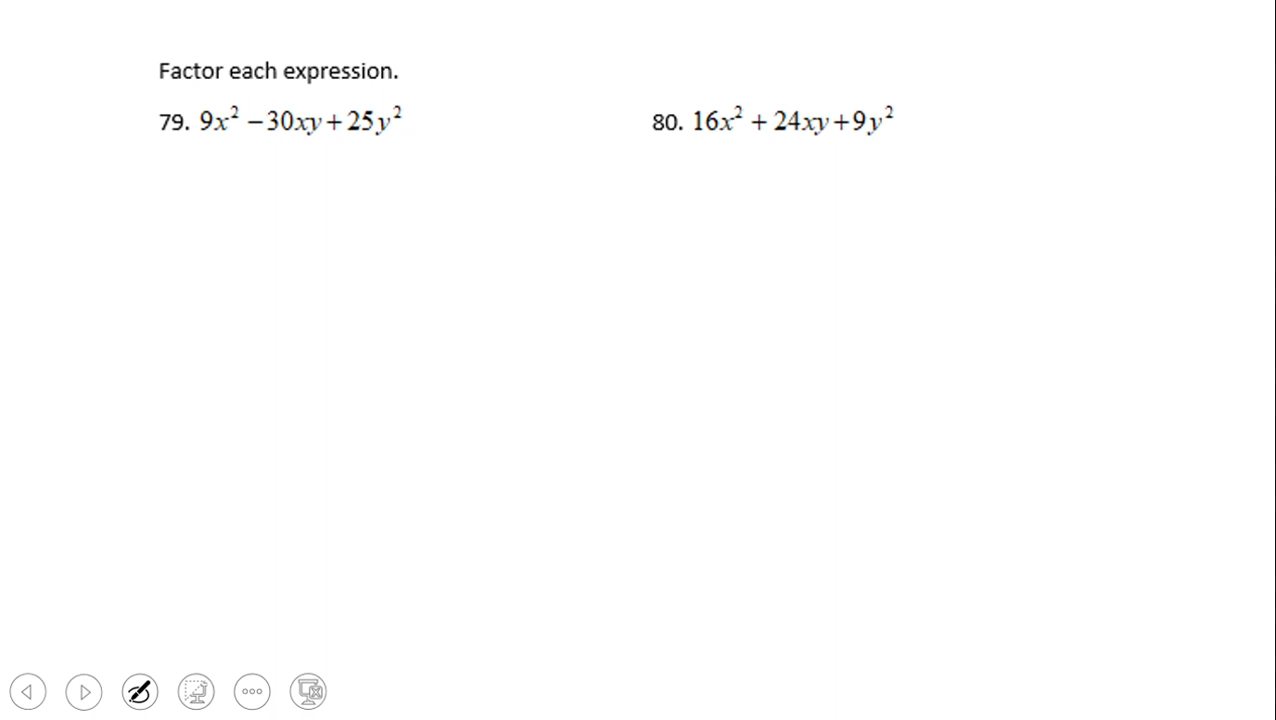 Factor each expression.
79. 9x² − 30xy + 25y²
80. 16x² + 24xy + 9y²